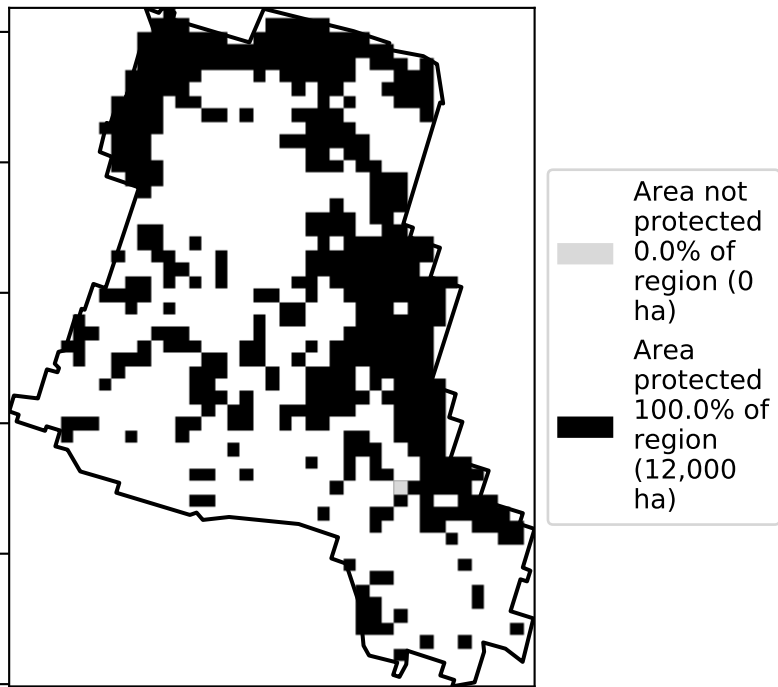 Area not
protected
0.0% of
region (0
ha)
Area
protected
100.0% of
region
(12,000
ha)